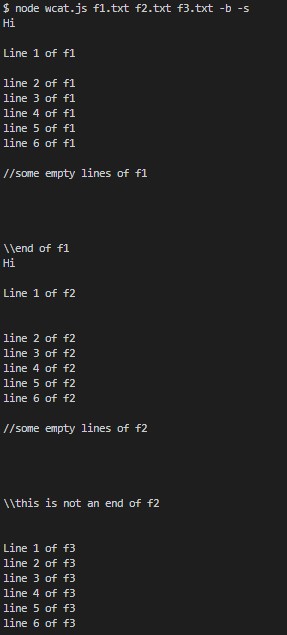 $ node wcat.js f1.txt f2.txt f3.txt -b -s
Hi
Line 1 of f1
line 2 of f1
line 3 of f1
line 4 of f1
line 5 of f1
line 6 of f1
//some empty lines of f1
\\end of f1
Hi
Line 1 of f2
line 2 of f2
line 3 of f2
line 4 of f2
line 5 of f2
line 6 of f2
//some empty lines of f2
\\this is not an end of f2
Line 1 of f3
line 2 of f3
line 3 of f3
line 4 of f3
line 5 of f3
line 6 of f3